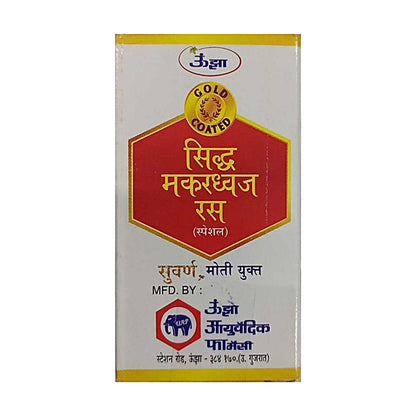 ऊंझा
GOLD
COATED
सिद्ध
मकरध्वज
रस
(स्पेशल)
सुवर्ण, मोती युक्त
MFD. BY :
ऊंझा
आयुर्वेदिक
फार्मसी
स्टेशन रोड, ऊंझा - ३८४ १७०.(उ. गुजरात)